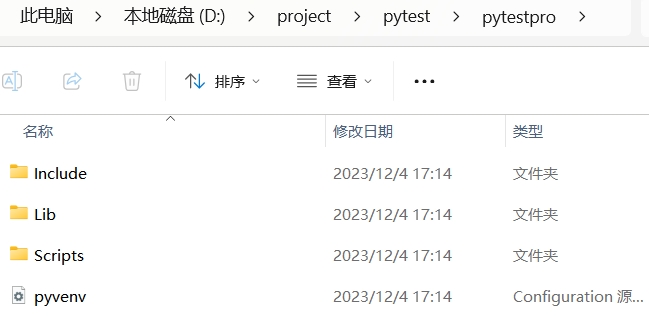 此电脑 > 本地磁盘 (D:) > project > pytest > pytestpro >
排序 查看
名称 修改日期 类型
Include 2023/12/4 17:14 文件夹
Lib 2023/12/4 17:14 文件夹
Scripts 2023/12/4 17:14 文件夹
pyvenv 2023/12/4 17:14 Configuration 源...